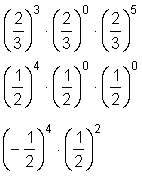 (2/3)^3 · (2/3)^0 · (2/3)^5
(1/2)^4 · (1/2)^0 · (1/2)^0
(-1/2)^4 · (1/2)^2